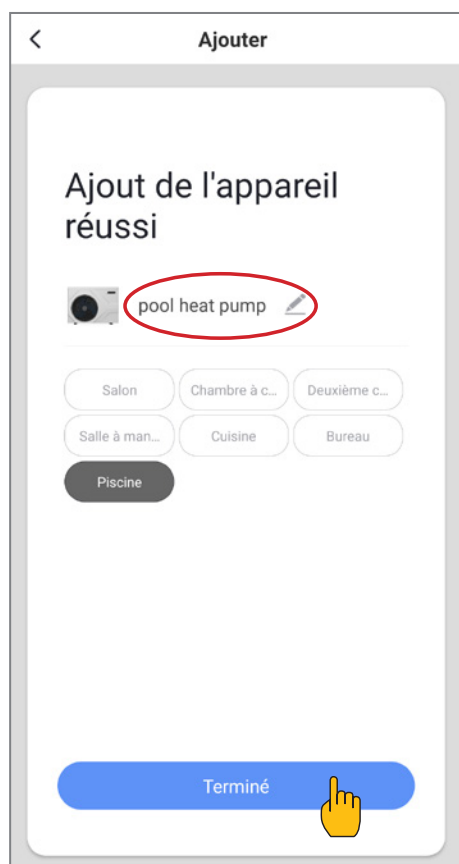 Ajouter
Ajout de l'appareil
réussi
pool heat pump
Salon
Chambre à c...
Deuxième c...
Salle à man...
Cuisine
Bureau
Piscine
Terminé